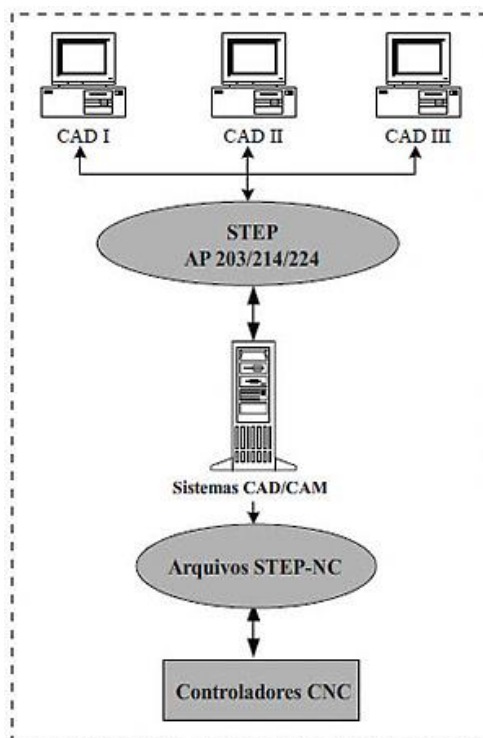 CAD I
CAD II
CAD III
STEP
AP 203/214/224
Sistemas CAD/CAM
Arquivos STEP-NC
Controladores CNC